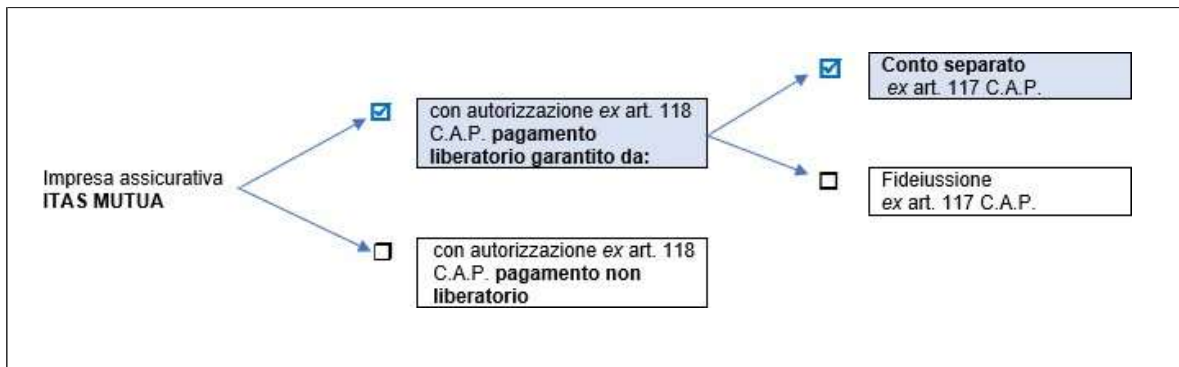 Impresa assicurativa
ITAS MUTUA
con autorizzazione ex art. 118
C.A.P. pagamento
liberatorio garantito da:
con autorizzazione ex art. 118
C.A.P. pagamento non
liberatorio
Conto separato
ex art. 117 C.A.P.
Fideiussione
ex art. 117 C.A.P.